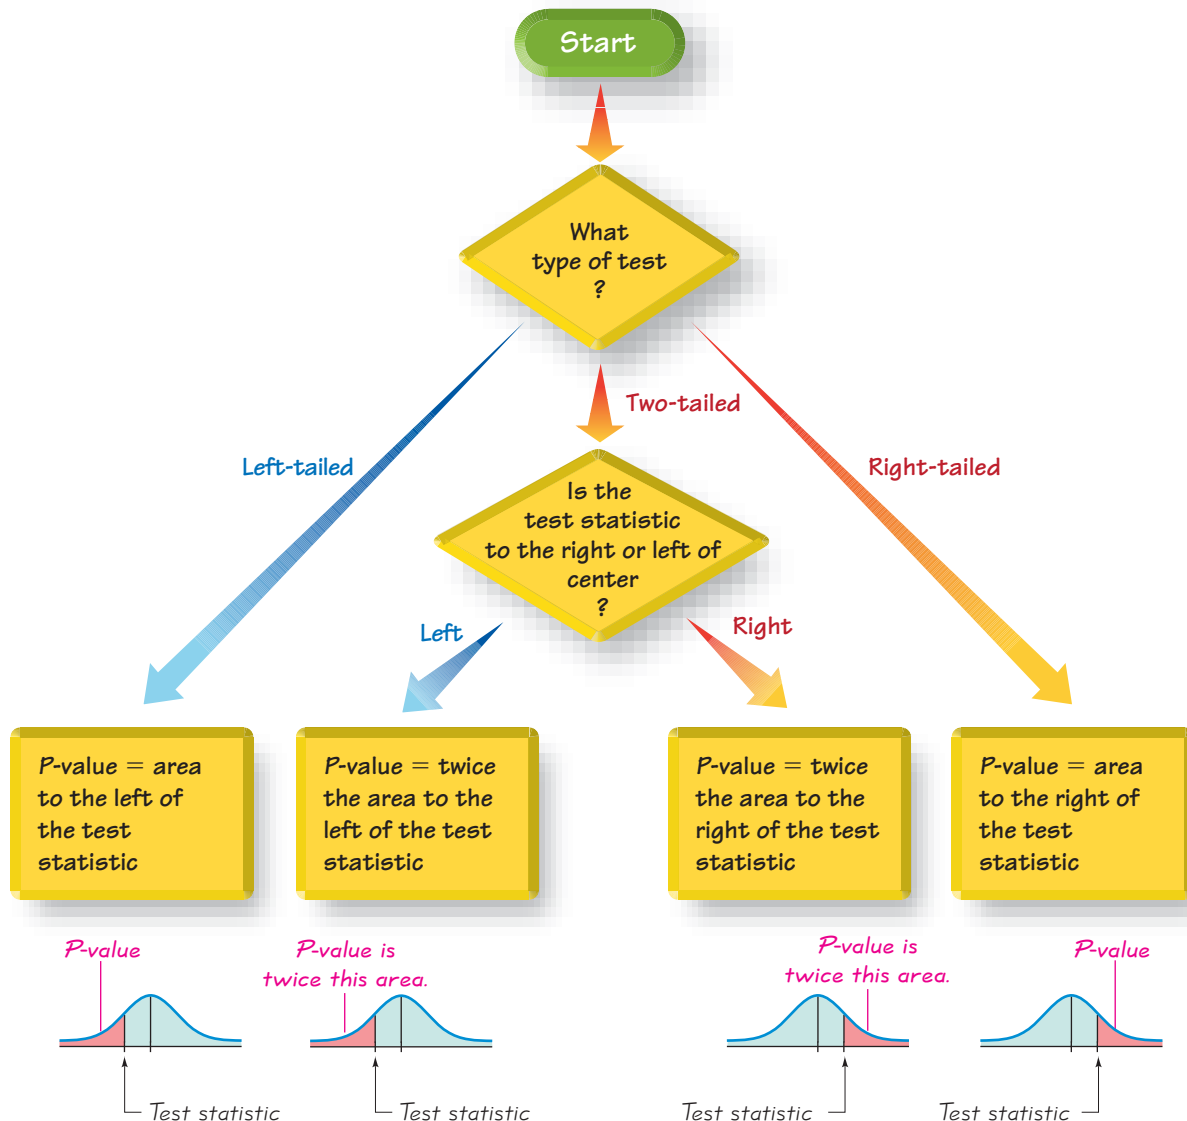 Start
What
type of test
?
Two-tailed
Left-tailed
Right-tailed
Is the
test statistic
to the right or left of
center
?
Left
Right
P-value = area
to the left of
the test
statistic
P-value = twice
the area to the
left of the test
statistic
P-value = twice
the area to the
right of the test
statistic
P-value = area
to the right of
the test
statistic
P-value
P-value is
twice this area.
P-value is
twice this area.
P-value
Test statistic
Test statistic
Test statistic
Test statistic